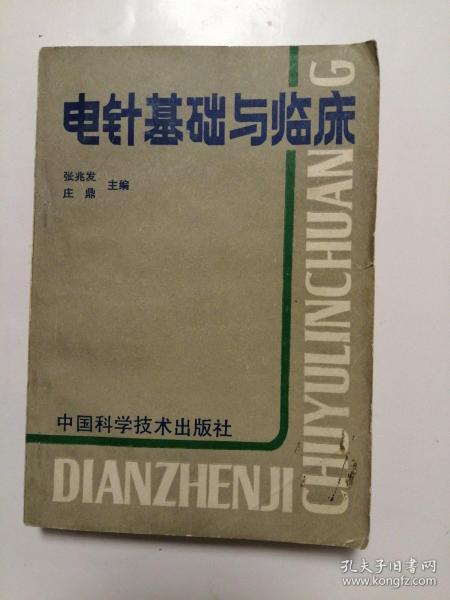 电针基础与临床
张兆发
庄鼎 主编
中国科学技术出版社
DIANZHENJI
CHUYULINCHUANG
孔夫子旧书网
www.kongfz.com